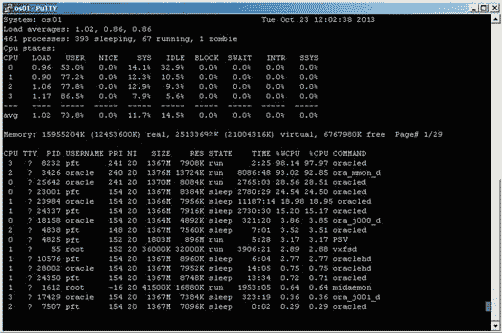 os01 - PuTTY
System: os01 Tue Oct 23 12:02:38 2013
Load averages: 1.02, 0.86, 0.86
461 processes: 393 sleeping, 67 running, 1 zombie
Cpu states:
CPU LOAD USER NICE SYS IDLE BLOCK SWAIT INTR SSYS
0 0.96 53.0% 0.0% 14.1% 32.9% 0.0% 0.0% 0.0% 0.0%
1 0.90 77.2% 0.0% 12.3% 10.5% 0.0% 0.0% 0.0% 0.0%
2 1.06 77.8% 0.0% 12.9% 9.3% 0.0% 0.0% 0.0% 0.0%
3 1.17 86.5% 0.0% 7.9% 5.6% 0.0% 0.0% 0.0% 0.0%
--- ---- ----- ----- ----- ----- ----- ----- ----- -----
avg 1.02 73.8% 0.0% 11.7% 14.5% 0.0% 0.0% 0.0% 0.0%
Memory: 15955204K (12453600K) real, (21004316K) virtual, 6767980K free Page# 1/29
CPU TTY PID USERNAME PRI NI SIZE RES STATE TIME %WCPU %CPU COMMAND
3 ? 8232 pft 241 20 1367M 7908K run 2:25 98.14 97.97 oracled
2 ? 3426 oracle 240 20 1376M 13724K run 8086:48 93.02 92.85 ora_mmon_d
0 ? 25642 oracle 241 20 1370M 8084K run 2765:03 28.56 28.51 oracled
0 ? 23001 pft 154 20 1384M 8384K sleep 2780:29 24.54 24.50 oracled
1 ? 23984 oracle 154 20 1366M 7956K sleep 11187:14 18.98 18.95 oracled
1 ? 24337 pft 154 20 1367M 7916K sleep 2730:30 15.20 15.17 oracled
0 ? 18158 oracle 154 20 1364M 4892K sleep 321:20 3.86 3.85 ora_j000_d
2 ? 4838 pft 148 20 1367M 7560K sleep 7:01 3.52 3.51 oracled
0 ? 4825 pft 152 20 1803M 896M run 5:28 3.17 3.17 PSV
1 ? 55 root 152 20 36000K 32000K run 3906:21 2.89 2.88 vxfsd
1 ? 10576 pft 154 20 1367M 8960K sleep 6:04 2.77 2.77 oraclehd
1 ? 28002 oracle 154 20 1367M 7952K sleep 14:05 0.75 0.75 oraclehd
1 ? 24350 pft 154 20 1367M 8748K sleep 13:34 0.72 0.71 oracled
1 ? 1612 root -16 20 41500K 16880K run 1953:05 0.64 0.64 midaemon
3 ? 17429 oracle 154 20 1367M 7384K sleep 323:19 0.36 0.36 ora_j001_d
2 ? 7507 pft 154 20 1367M 7096K sleep 0:02 0.29 0.29 oracled